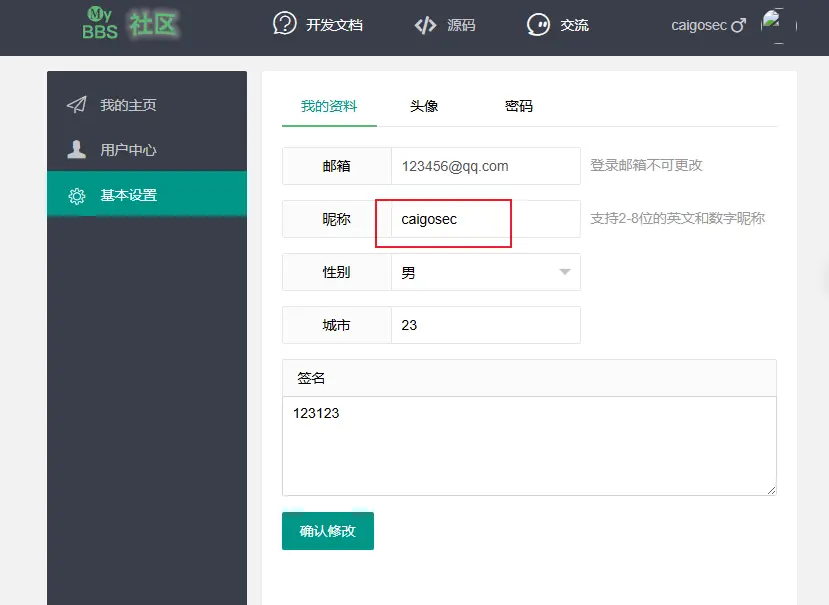 My BBS 社区 开发文档 源码 交流 caigosec
我的主页
用户中心
基本设置
我的资料 头像 密码
邮箱 123456@qq.com 登录邮箱不可更改
昵称 caigosec 支持2-8位的英文和数字昵称
性别 男
城市 23
签名
123123
确认修改